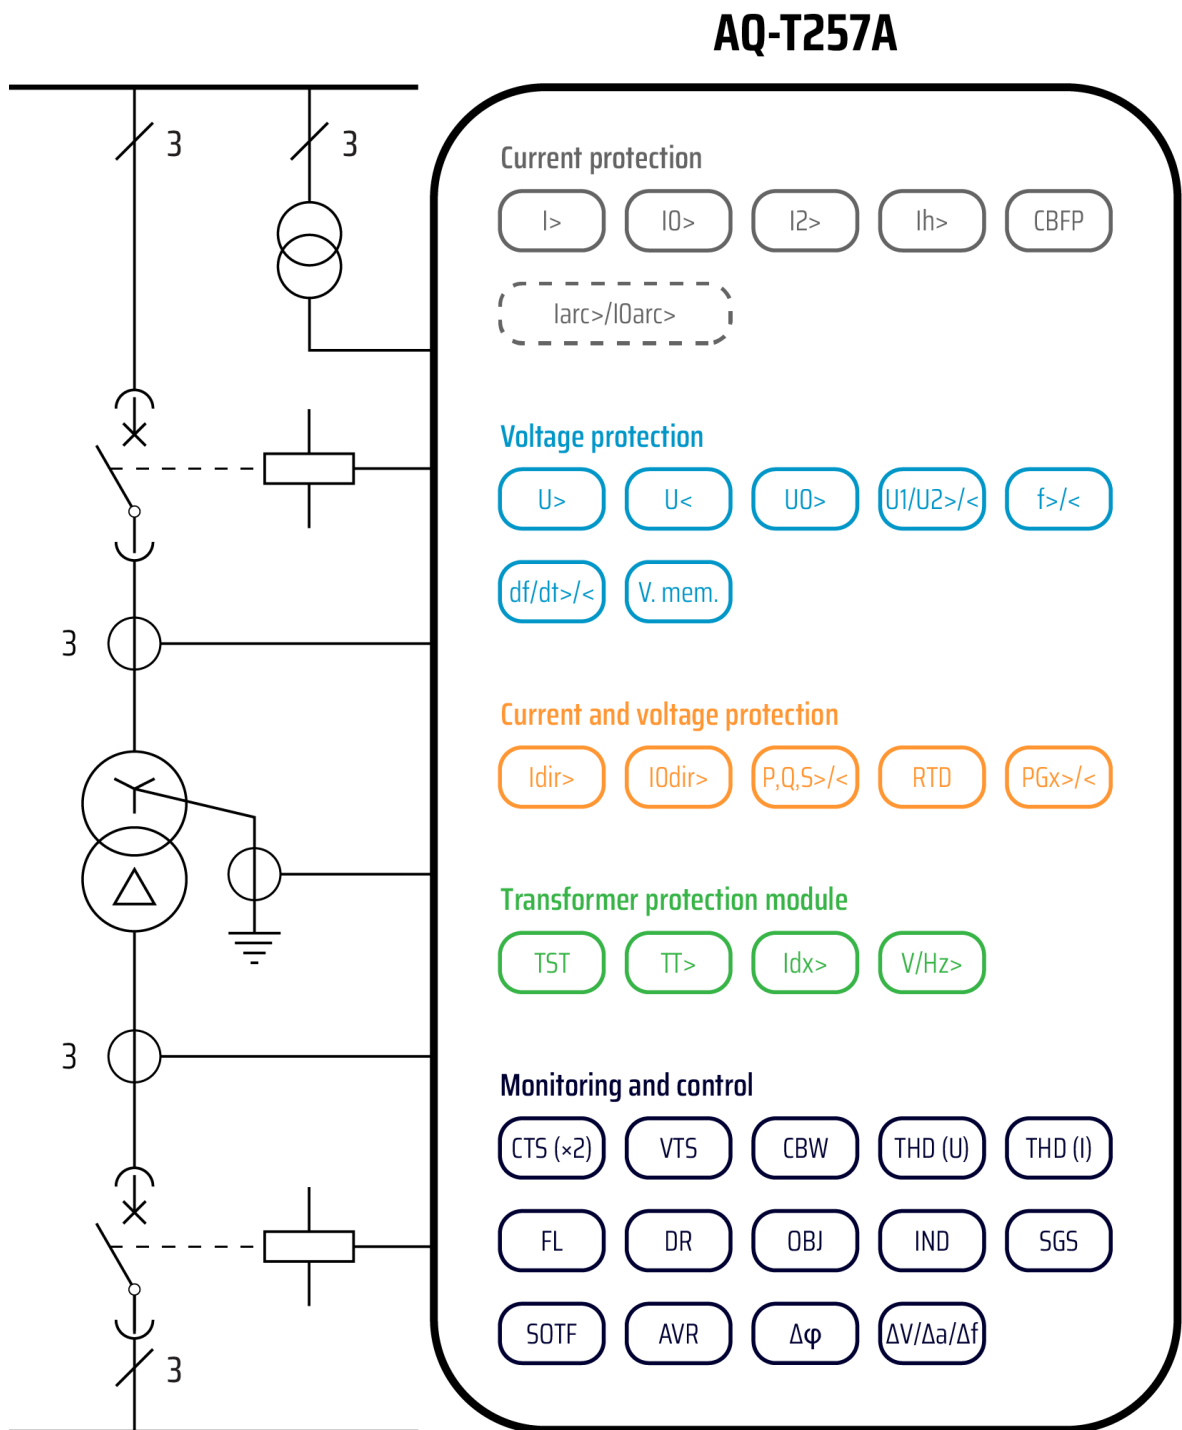 AQ-T257A
3
3
Current protection
I>
I0>
I2>
Ih>
CBFP
Iarc>/I0arc>
Voltage protection
U>
U<
U0>
U1/U2>/<
f>/<
df/dt>/<
V. mem.
3
Current and voltage protection
Idir>
I0dir>
P,Q,S>/<
RTD
PGx>/<
Transformer protection module
TST
TT>
Idx>
V/Hz>
3
Monitoring and control
CTS (×2)
VTS
CBW
THD (U)
THD (I)
FL
DR
OBJ
IND
SGS
SOTF
AVR
Δφ
ΔV/Δa/Δf
3